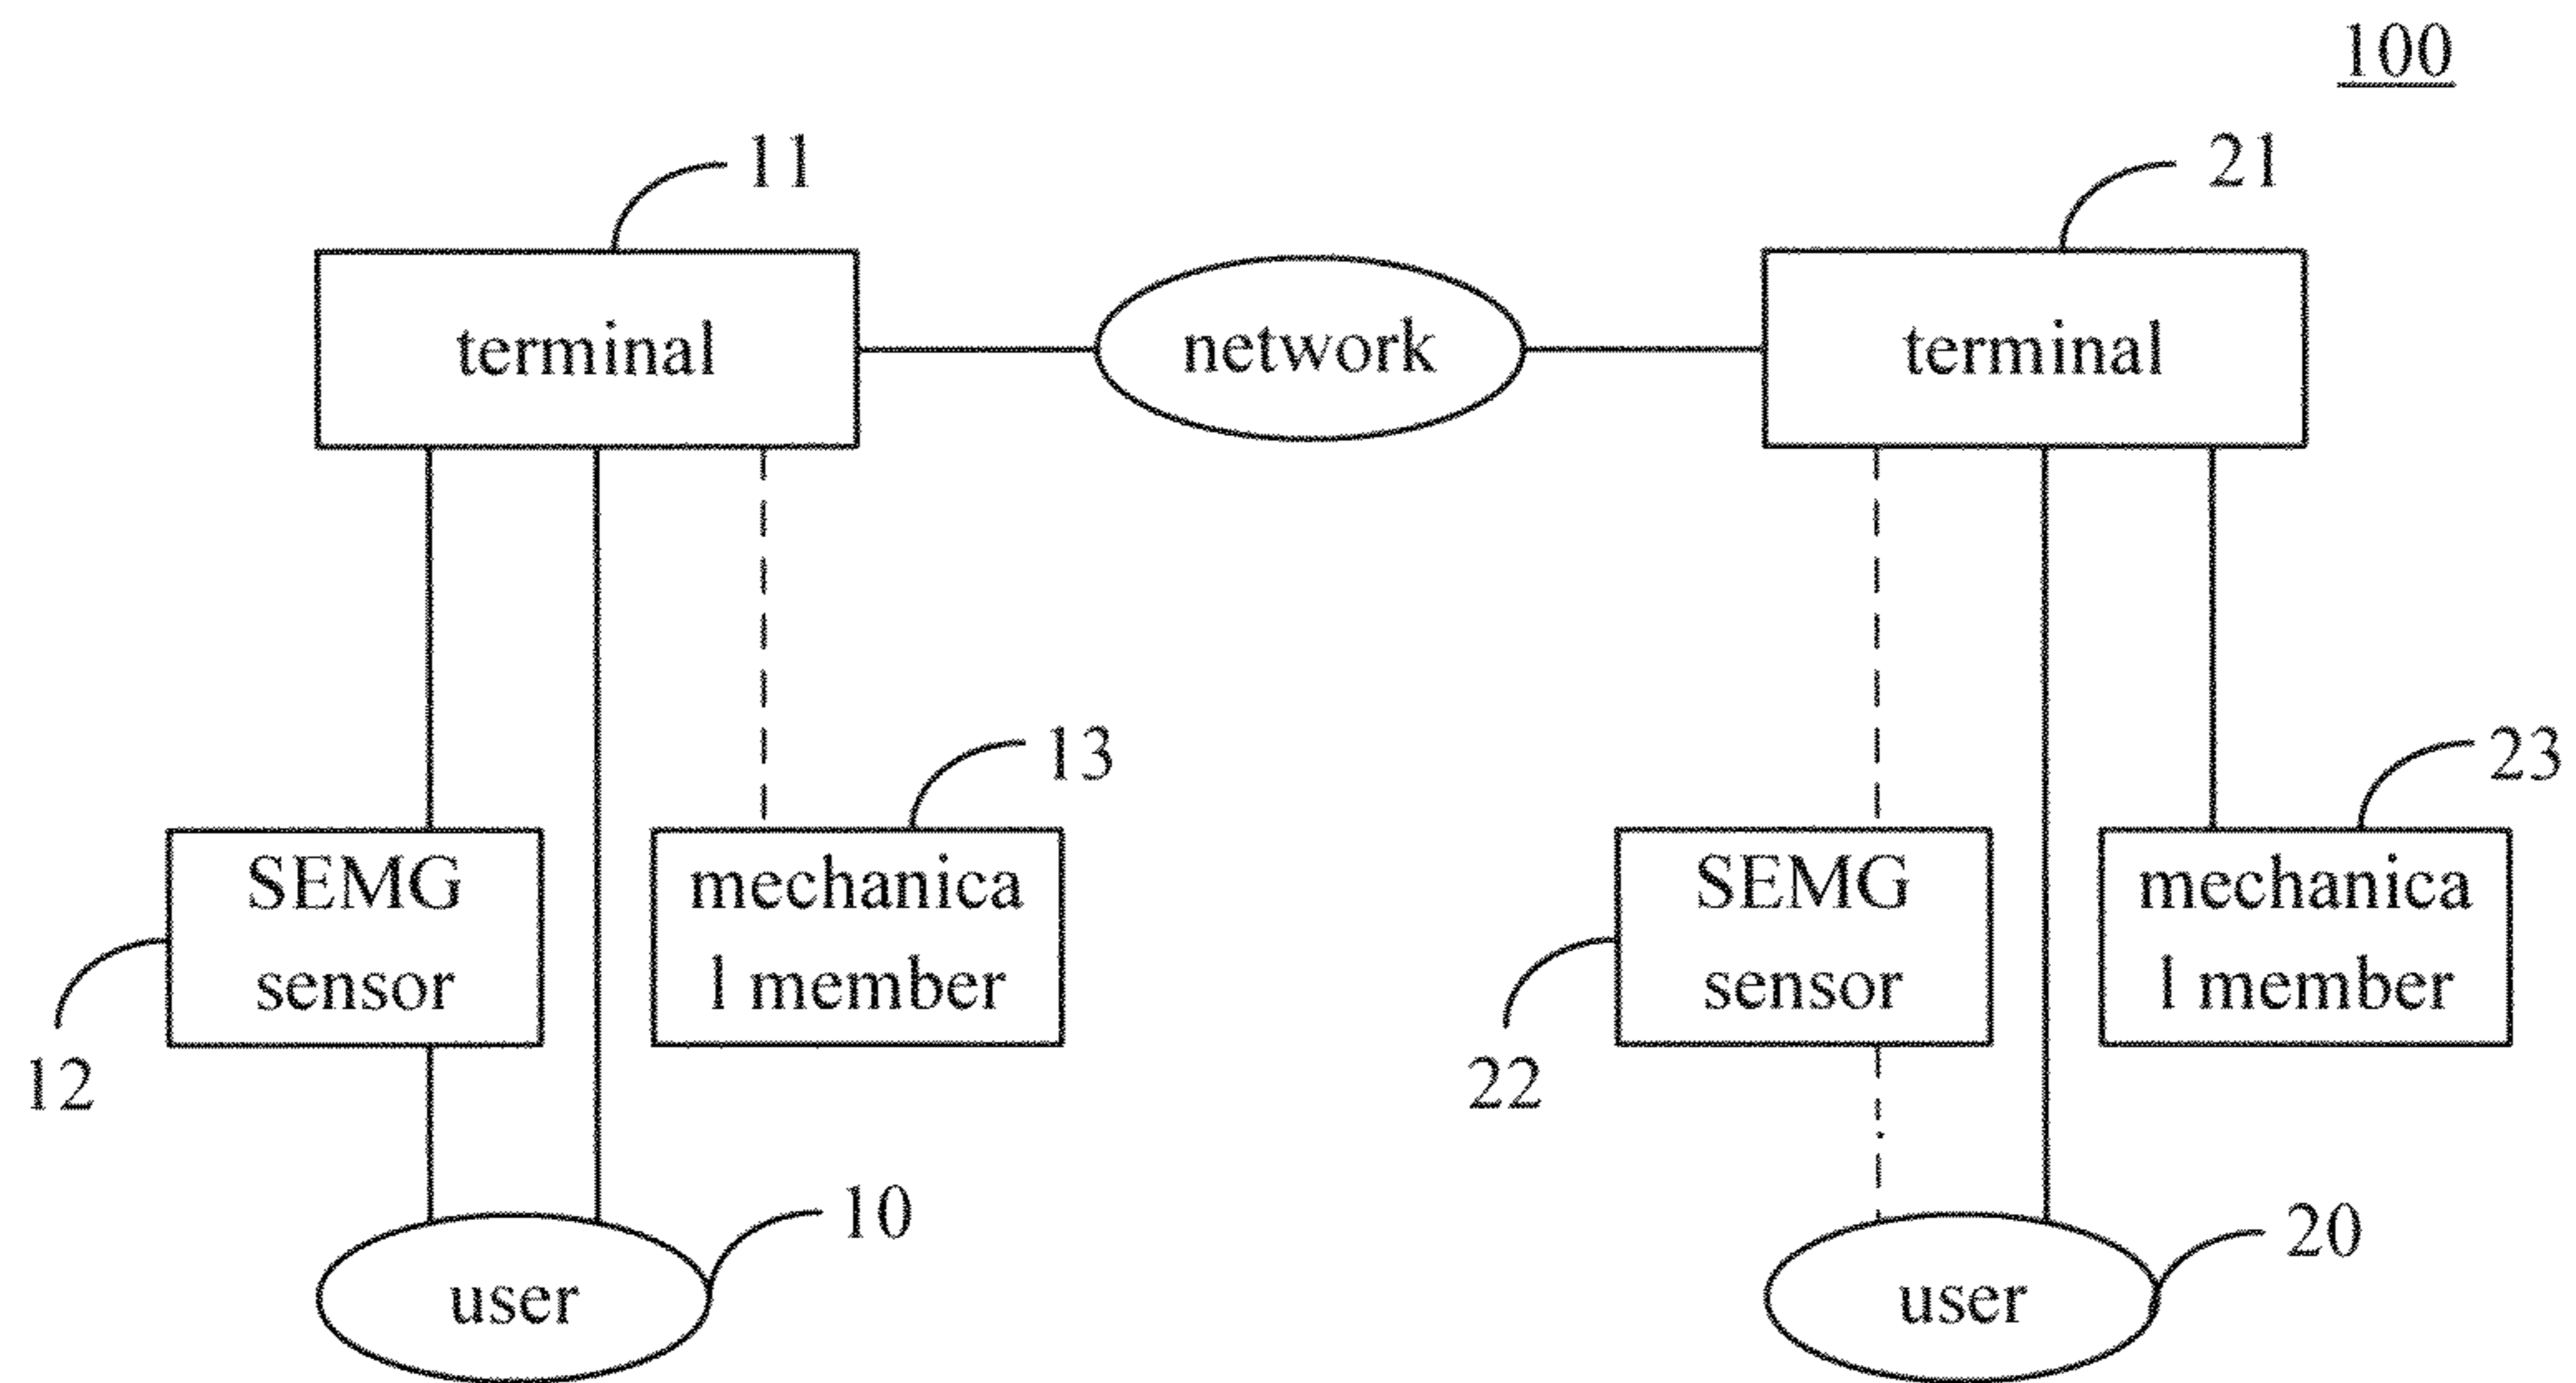 100
11
21
terminal
network
terminal
13
23
SEMG
sensor
mechanica
l member
SEMG
sensor
mechanica
l member
12
22
10
20
user
user